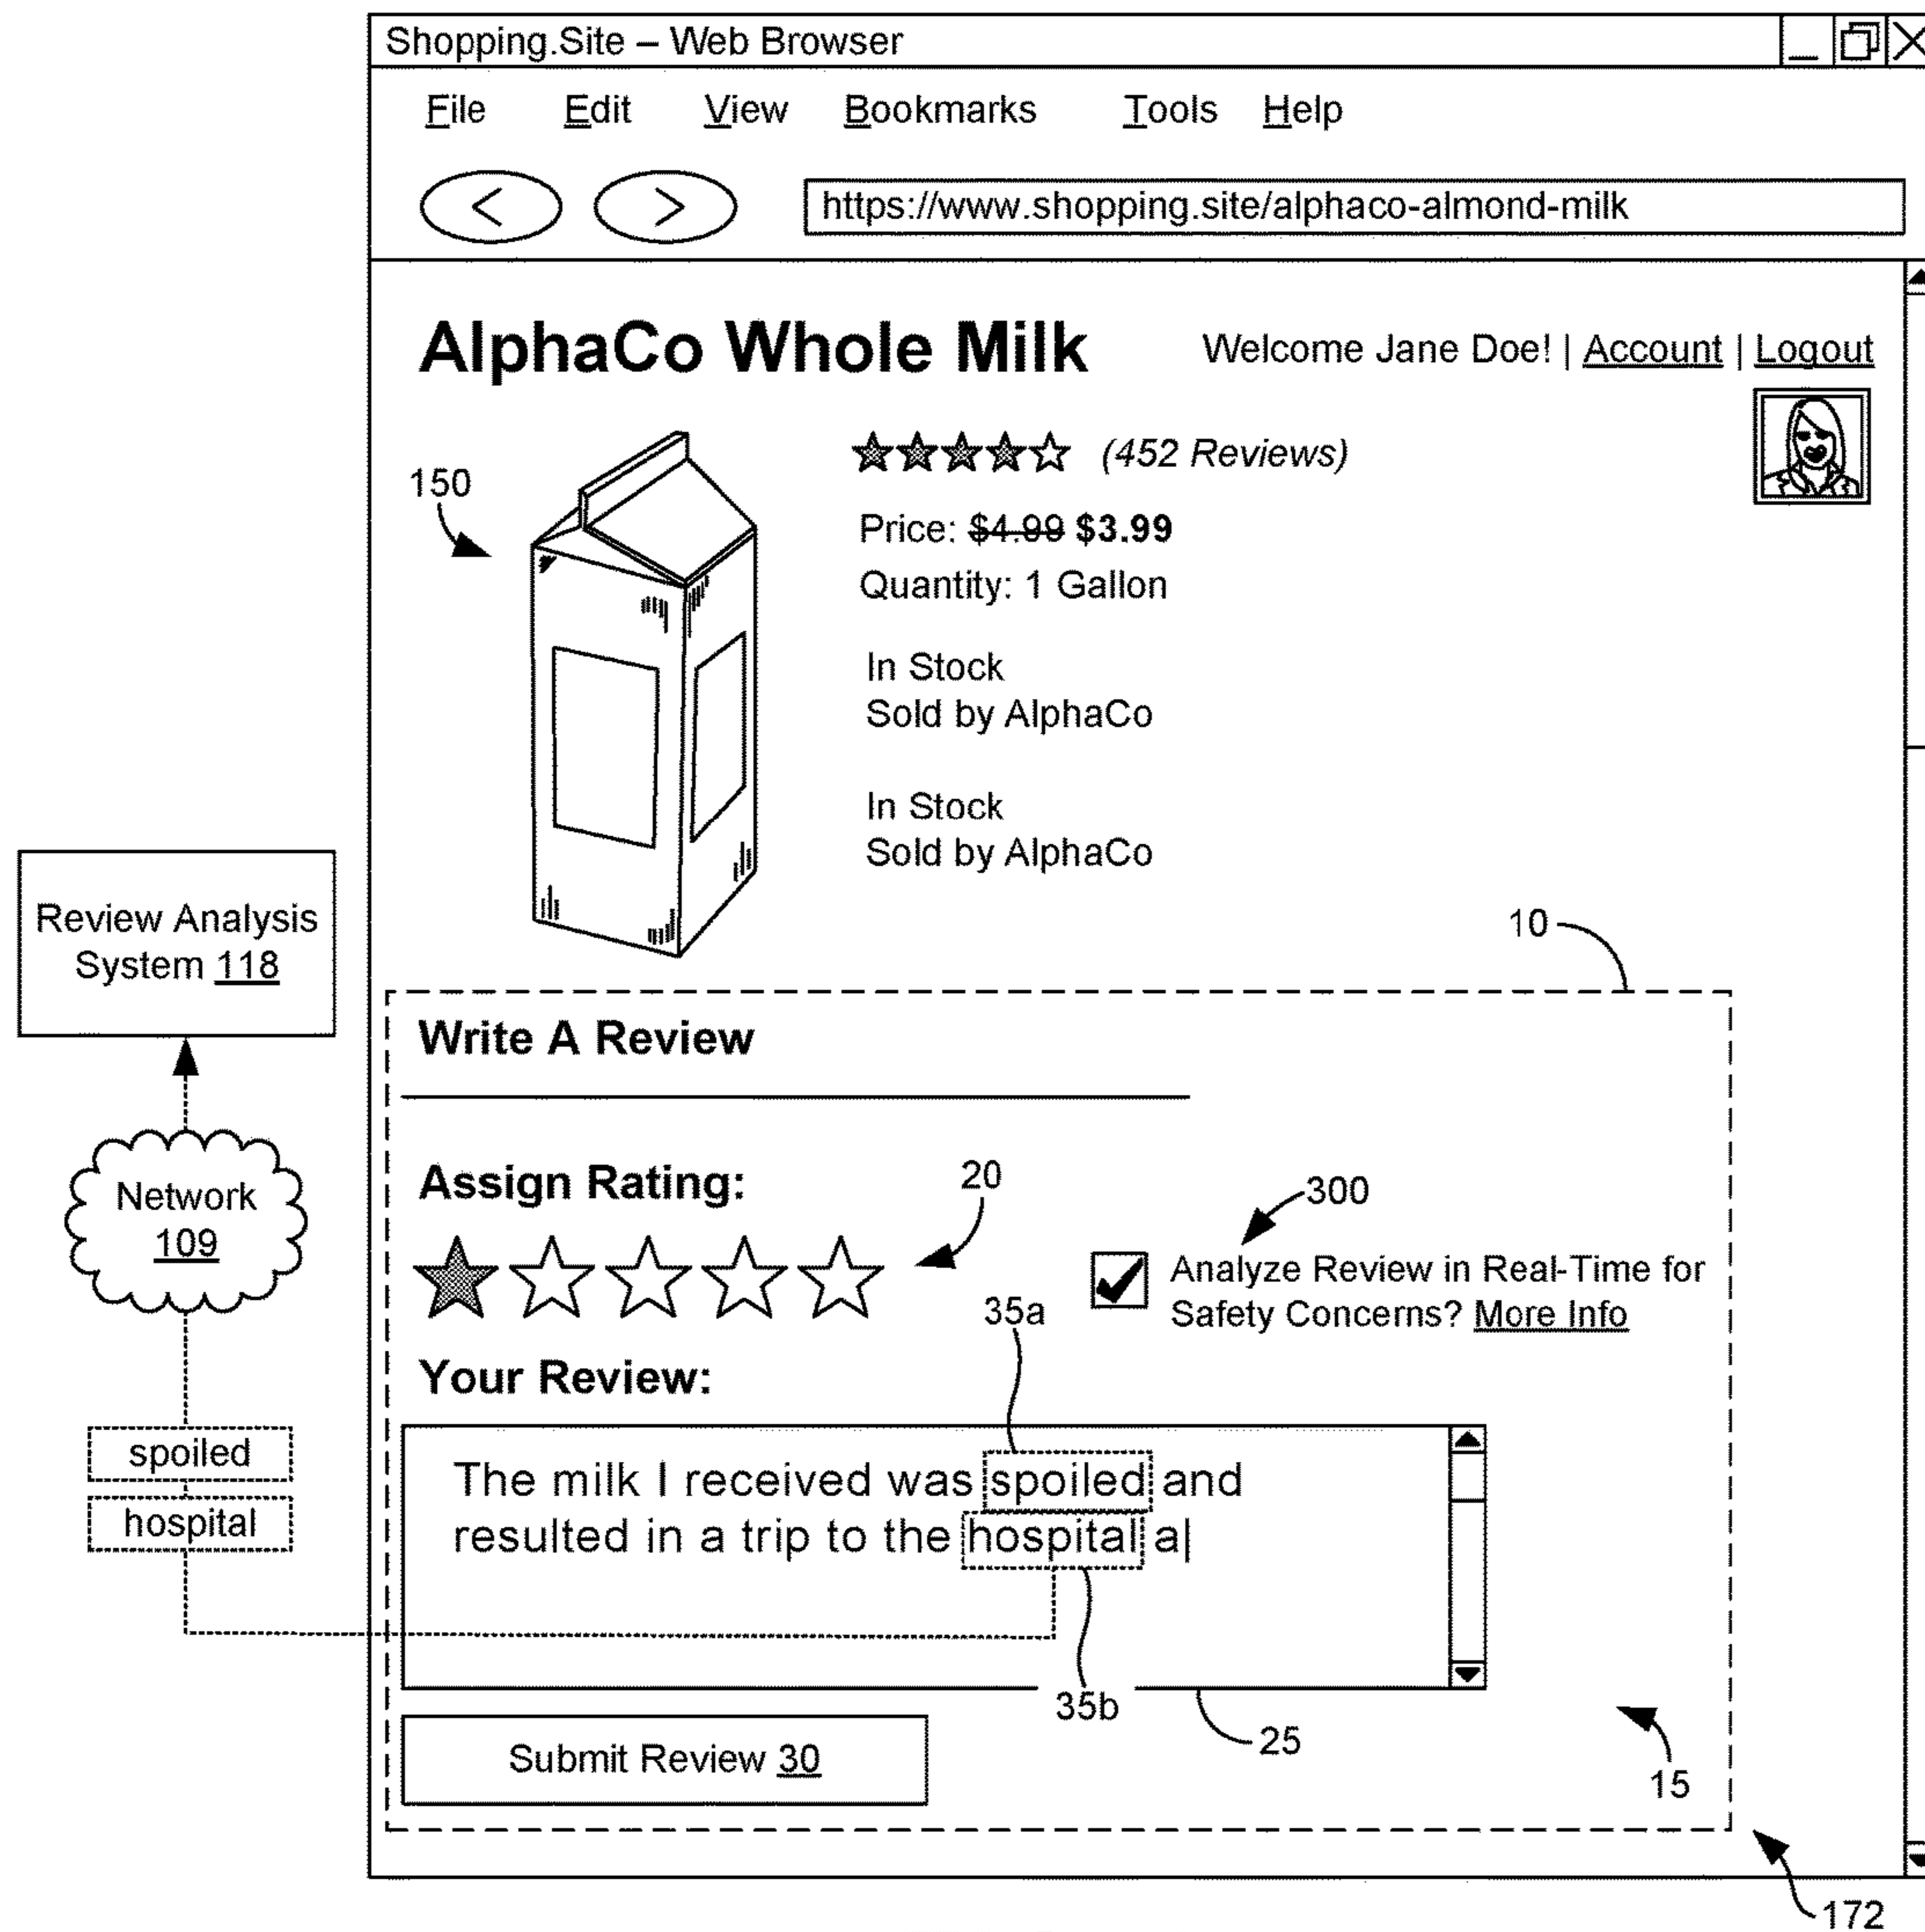 Shopping.Site – Web Browser
File Edit View Bookmarks Tools Help
< > https://www.shopping.site/alphaco-almond-milk
AlphaCo Whole Milk
Welcome Jane Doe! | Account | Logout
150
(452 Reviews)
Price: $4.99 $3.99
Quantity: 1 Gallon
In Stock
Sold by AlphaCo
In Stock
Sold by AlphaCo
Review Analysis
System 118
10
Write A Review
Network
109
Assign Rating:
20
300
Analyze Review in Real-Time for
Safety Concerns? More Info
35a
Your Review:
spoiled
hospital
The milk I received was spoiled and
resulted in a trip to the hospital a|
35b
25
Submit Review 30
15
172